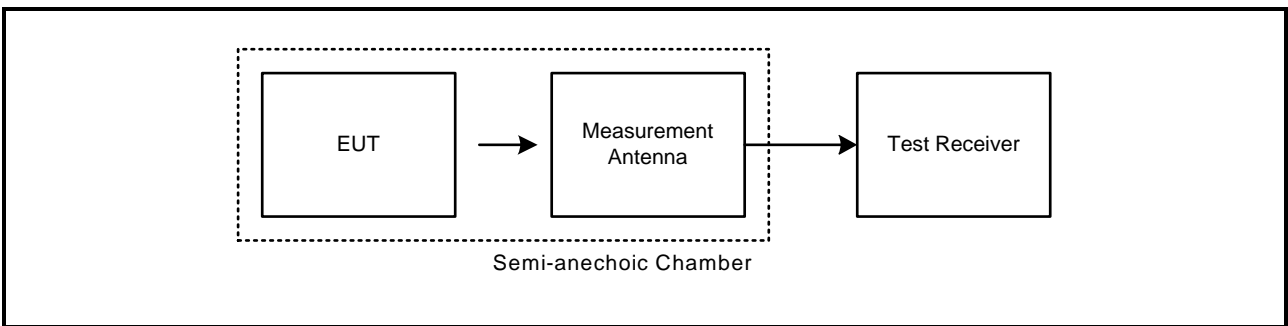 EUT
Measurement
Antenna
Test Receiver
Semi-anechoic Chamber